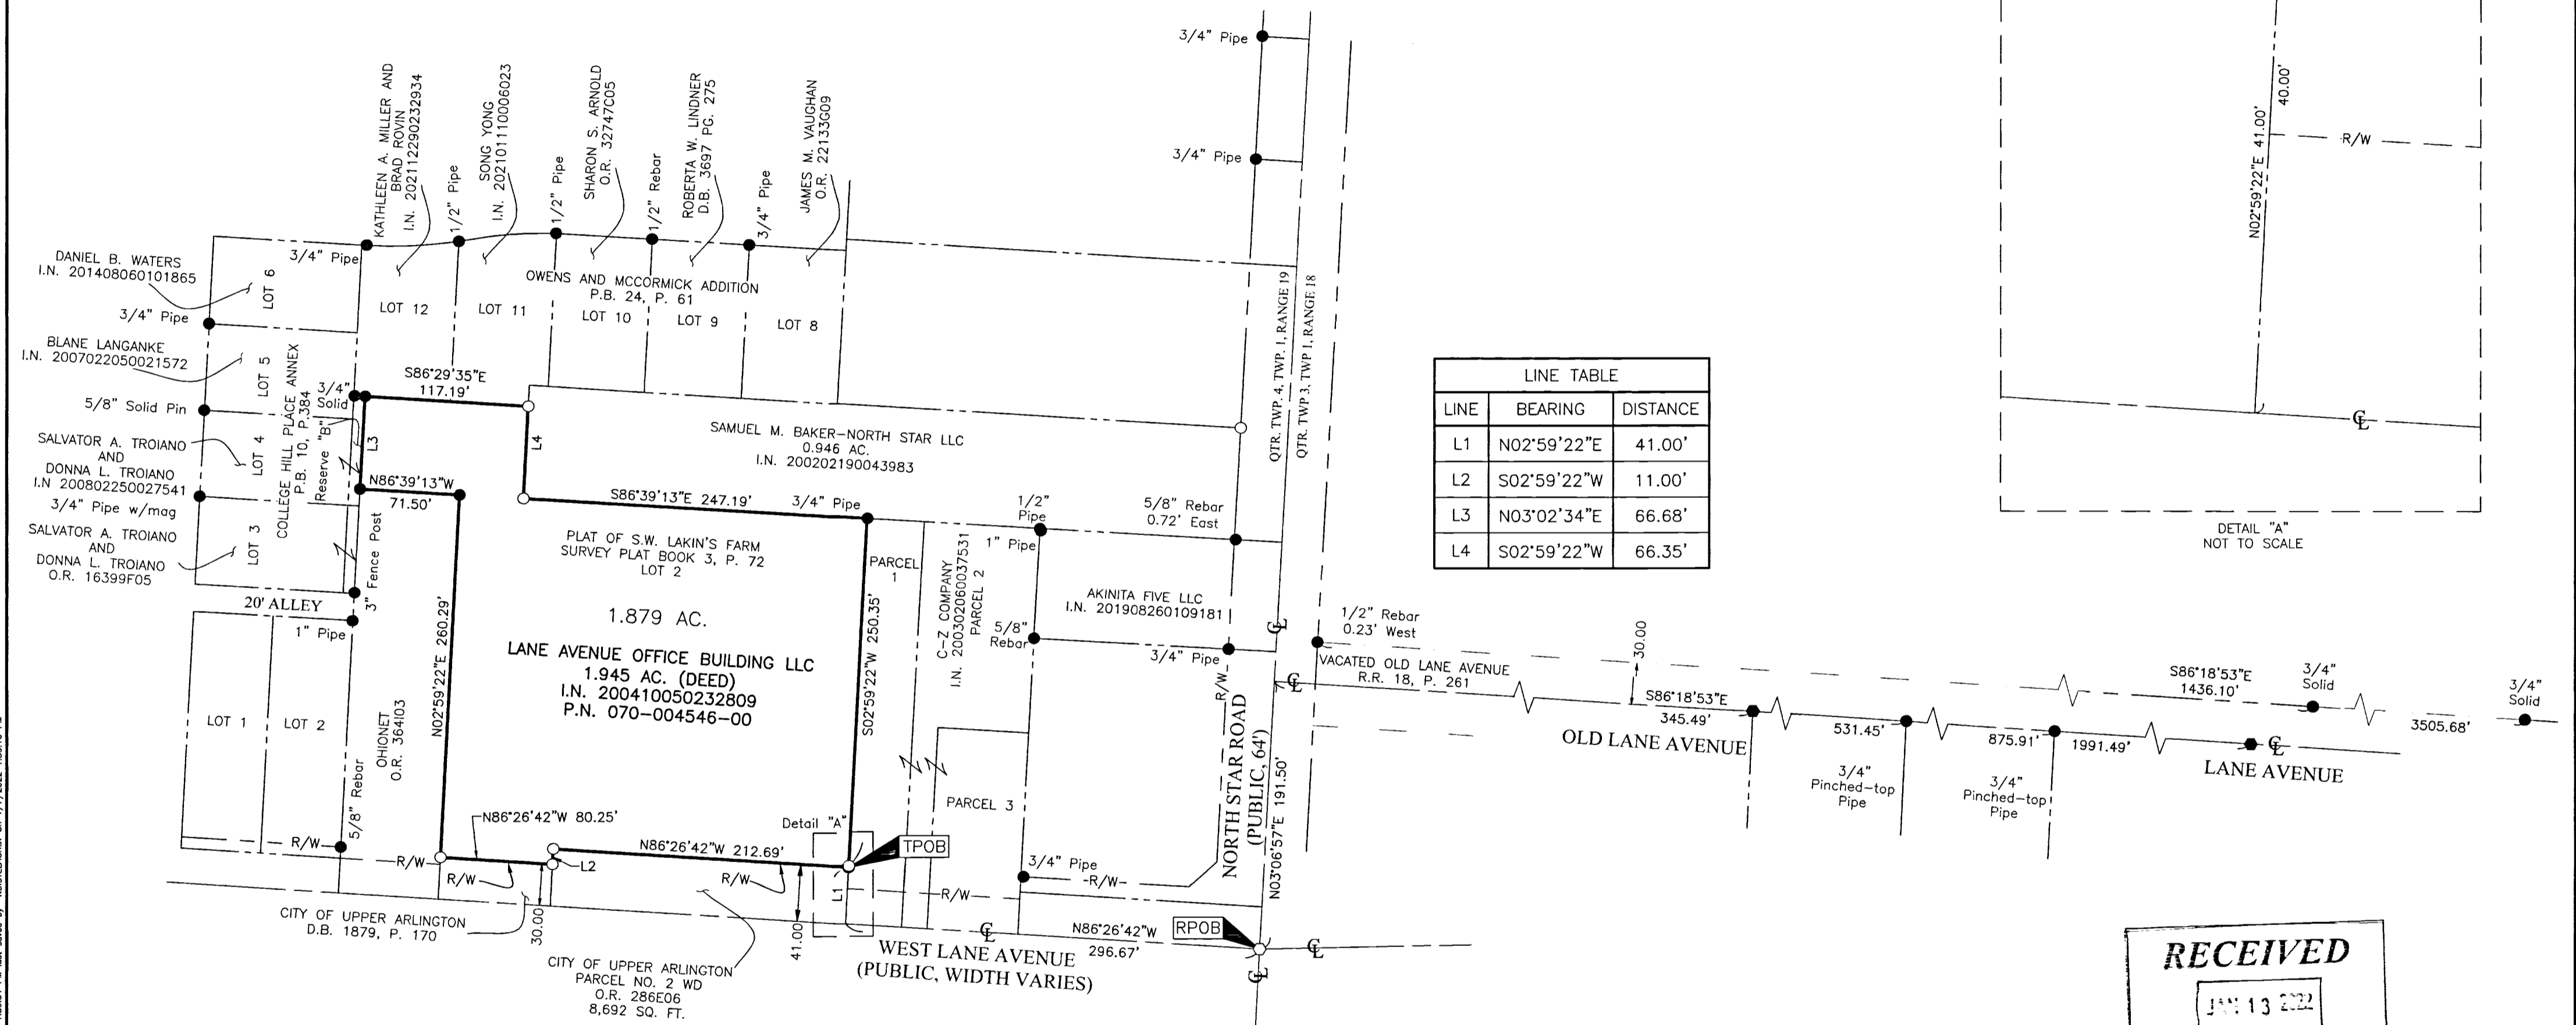 3/4" Pipe
3/4" Pipe
KATHLEEN A. MILLER AND
BRAD ROVIN
I.N. 202112290232934
1/2" Pipe
SONG YONG
I.N. 202101110006023
1/2" Pipe
SHARON S. ARNOLD
O.R. 32747C05
1/2" Rebar
ROBERTA W. LINDNER
D.B. 3697 PG. 275
3/4" Pipe
JAMES M. VAUGHAN
O.R. 22133G09
N02°59'22"E 41.00'
40.00'
R/W
DETAIL "A"
NOT TO SCALE
DANIEL B. WATERS
I.N. 201408060101865
LOT 6
3/4" Pipe
3/4" Pipe
BLANE LANGANKE
I.N. 2007022050021572
LOT 5
5/8" Solid Pin
SALVATOR A. TROIANO
AND
DONNA L. TROIANO
I.N 200802250027541
LOT 4
3/4" Pipe w/mag
SALVATOR A. TROIANO
AND
DONNA L. TROIANO
O.R. 16399F05
LOT 3
COLLEGE HILL PLACE ANNEX
P.B. 10, P.384
Reserve "B"
3/4"
Solid
OWENS AND MCCORMICK ADDITION
P.B. 24, P. 61
LOT 12
LOT 11
LOT 10
LOT 9
LOT 8
S86°29'35"E
117.19'
L3
L4
N86°39'13"W
71.50'
SAMUEL M. BAKER-NORTH STAR LLC
0.946 AC.
I.N. 200202190043983
S86°39'13"E 247.19'
3/4" Pipe
1/2"
Pipe
1" Pipe
5/8" Rebar
0.72' East
QTR. TWP. 4, TWP. 1, RANGE 19
QTR. TWP 3, TWP 1, RANGE 18
LINE TABLE
LINE BEARING DISTANCE
L1 N02°59'22"E 41.00'
L2 S02°59'22"W 11.00'
L3 N03°02'34"E 66.68'
L4 S02°59'22"W 66.35'
3" Fence Post
20' ALLEY
1" Pipe
LOT 1
LOT 2
5/8" Rebar
OHIONET
O.R. 364I03
N02°59'22"E 260.29'
PLAT OF S.W. LAKIN'S FARM
SURVEY PLAT BOOK 3, P. 72
LOT 2
1.879 AC.
LANE AVENUE OFFICE BUILDING LLC
1.945 AC. (DEED)
I.N. 200410050232809
P.N. 070-004546-00
S02°59'22"W 250.35'
PARCEL
1
C-Z COMPANY
I.N. 200302060037531
PARCEL 2
PARCEL 3
AKINITA FIVE LLC
I.N. 201908260109181
5/8"
Rebar
3/4" Pipe
R/W
NORTH STAR ROAD
(PUBLIC, 64')
N03°06'57"E 191.50'
CL
1/2" Rebar
0.23' West
CL
VACATED OLD LANE AVENUE
R.R. 18, P. 261
30.00
S86°18'53"E
345.49'
OLD LANE AVENUE
531.45'
3/4"
Pinched-top
Pipe
875.91'
3/4"
Pinched-top
Pipe
1991.49'
S86°18'53"E
1436.10'
3/4"
Solid
CL
LANE AVENUE
3505.68'
3/4"
Solid
CL
R/W
R/W
N86°26'42"W 80.25'
R/W
L2
N86°26'42"W 212.69'
R/W
Detail "A"
TPOB
L1
R/W
3/4" Pipe
R/W
30.00
41.00
CITY OF UPPER ARLINGTON
D.B. 1879, P. 170
CITY OF UPPER ARLINGTON
PARCEL NO. 2 WD
O.R. 286E06
8,692 SQ. FT.
CL
WEST LANE AVENUE
(PUBLIC, WIDTH VARIES)
N86°26'42"W
296.67'
RPOB
CL
CL
RECEIVED
JAN 13 2022